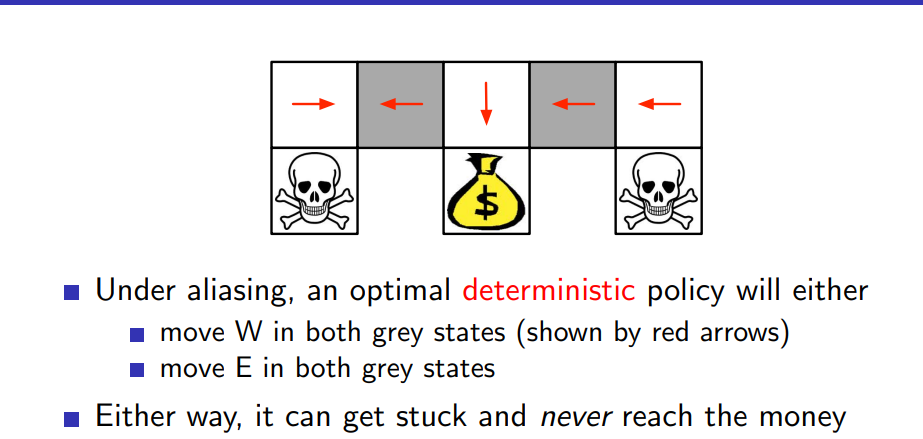 $
Under aliasing, an optimal deterministic policy will either
move W in both grey states (shown by red arrows)
move E in both grey states
Either way, it can get stuck and never reach the money